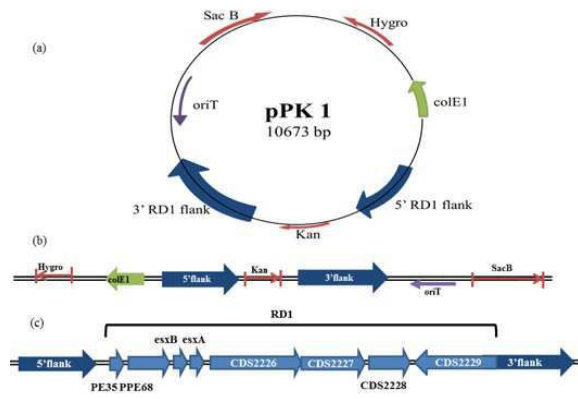 Sac B
Hygro
(a)
oriT
pPK 1
10673 bp
colE1
3’ RD1 flank
5’ RD1 flank
Kan
(b)
Hygro
colE1
5'flank
Kan
3'flank
oriT
SacB
(c)
RD1
esxB esxA
5'flank
CDS2226
CDS2227
CDS2229
3'flank
PE35 PPE68
CDS2228